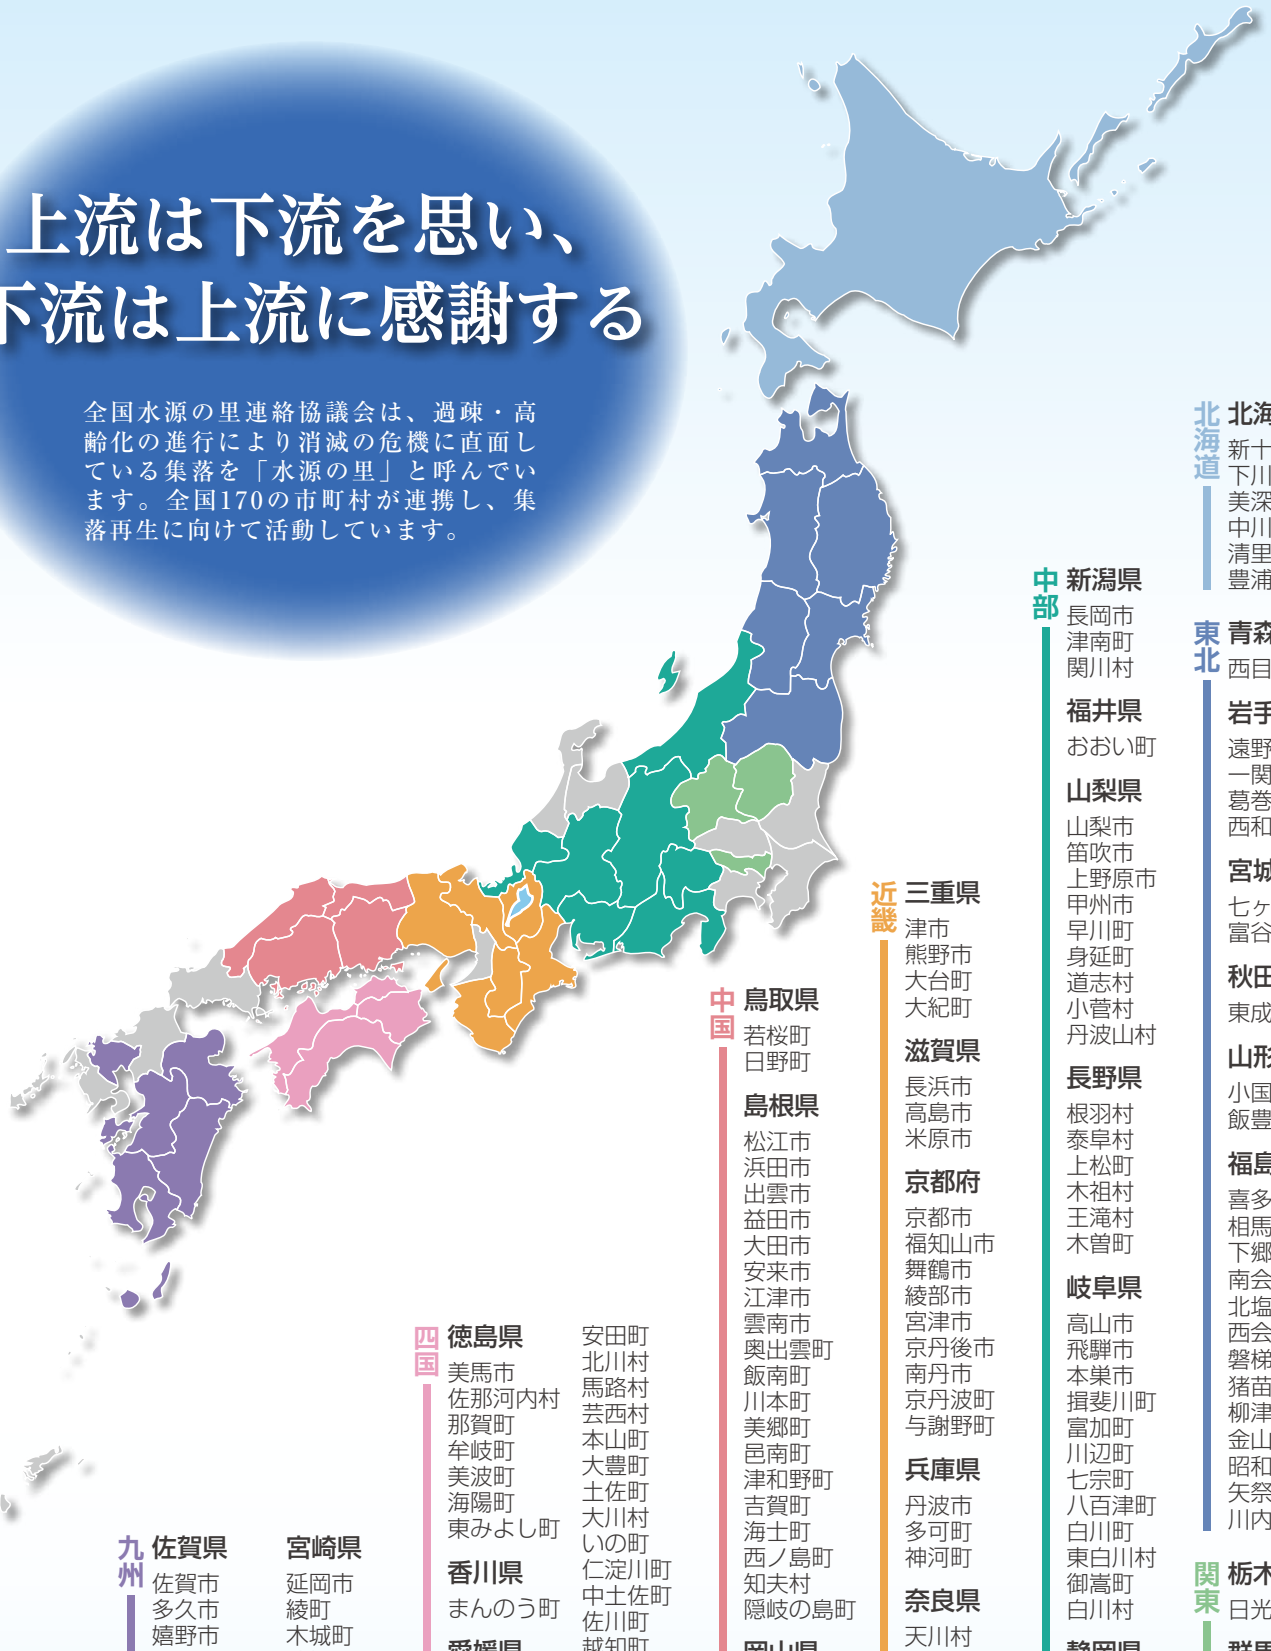 上流は下流を思い、
下流は上流に感謝する
全国水源の里連絡協議会は、過疎・高
齢化の進行により消滅の危機に直面し
ている集落を「水源の里」と呼んでい
ます。全国170の市町村が連携し、集
落再生に向けて活動しています。
北海道
北海
新十
下川
美深
中川
清里
豊浦
東北
青森
西目
岩手
遠野
一関
葛巻
西和
宮城
七ヶ
富谷
秋田
東成
山形
小国
飯豊
福島
喜多
相馬
下郷
南会
北塩
西会
磐梯
猪苗
柳津
金山
昭和
矢祭
川内
関東
栃木
日光
群馬
中部
新潟県
長岡市
津南町
関川村
福井県
おおい町
山梨県
山梨市
笛吹市
上野原市
甲州市
早川町
身延町
道志村
小菅村
丹波山村
長野県
根羽村
泰阜村
上松町
木祖村
王滝村
木曽町
岐阜県
高山市
飛騨市
本巣市
揖斐川町
富加町
川辺町
七宗町
八百津町
白川町
東白川村
御嵩町
白川村
静岡県
近畿
三重県
津市
熊野市
大台町
大紀町
滋賀県
長浜市
高島市
米原市
京都府
京都市
福知山市
舞鶴市
綾部市
宮津市
京丹後市
南丹市
京丹波町
与謝野町
兵庫県
丹波市
多可町
神河町
奈良県
天川村
中国
鳥取県
若桜町
日野町
島根県
松江市
浜田市
出雲市
益田市
大田市
安来市
江津市
雲南市
奥出雲町
飯南町
川本町
美郷町
邑南町
津和野町
吉賀町
海士町
西ノ島町
知夫村
隠岐の島町
岡山県
四国
徳島県
美馬市
佐那河内村
那賀町
牟岐町
美波町
海陽町
東みよし町
香川県
まんのう町
愛媛県
安田町
北川村
馬路村
芸西村
本山町
大豊町
土佐町
大川村
いの町
仁淀川町
中土佐町
佐川町
越知町
九州
佐賀県
佐賀市
多久市
嬉野市
宮崎県
延岡市
綾町
木城町